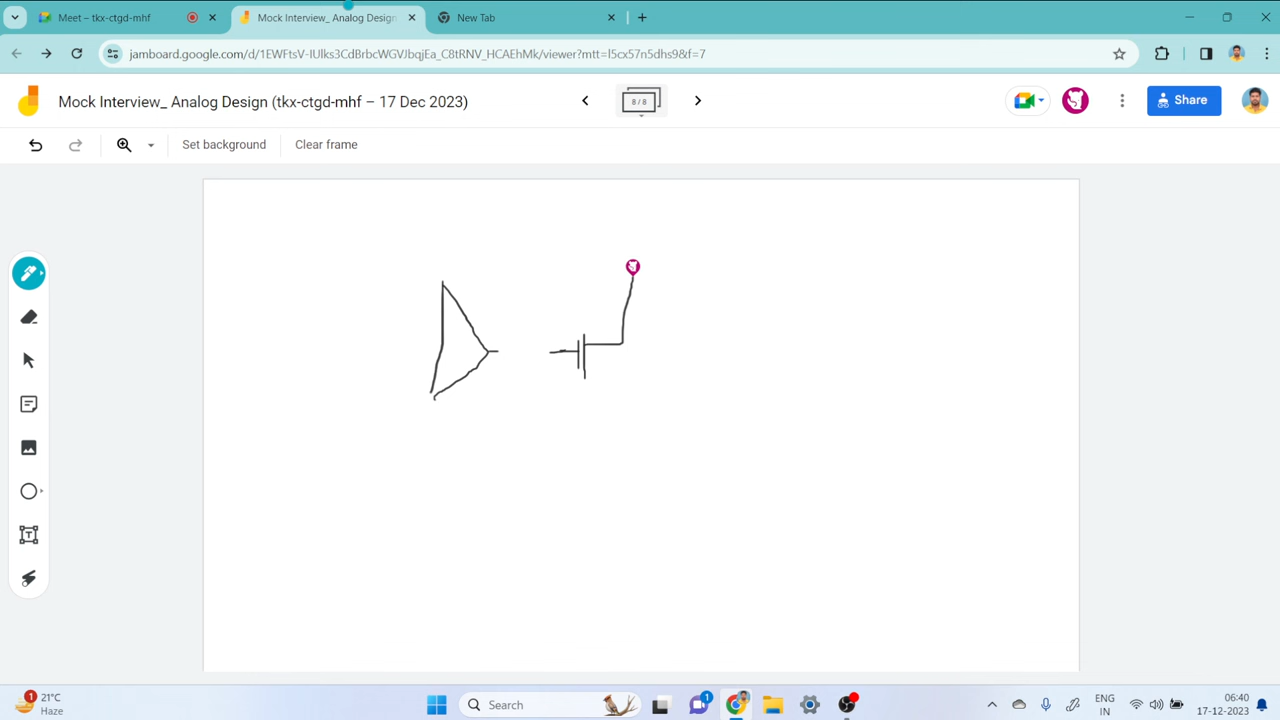 Meet – tkx-ctgd-mhf
Mock Interview_ Analog Design
New Tab
jamboard.google.com/d/1EWFtsV-IUlks3CdBrbcWGVJbqjEa_C8tRNV_HCAEhMk/viewer?mtt=l5cx57n5dhs9&f=7
Mock Interview_ Analog Design (tkx-ctgd-mhf – 17 Dec 2023)
8 / 8
Share
Set background
Clear frame
1
21°C
Haze
Search
1
ENG
IN
06:40
17-12-2023